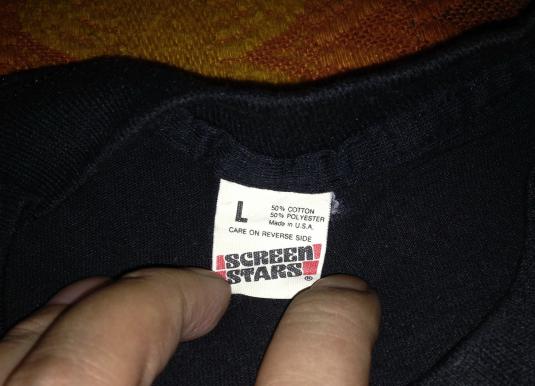 L
50% COTTON
50% POLYESTER
Made in U.S.A.
CARE ON REVERSE SIDE
SCREEN
STARS®